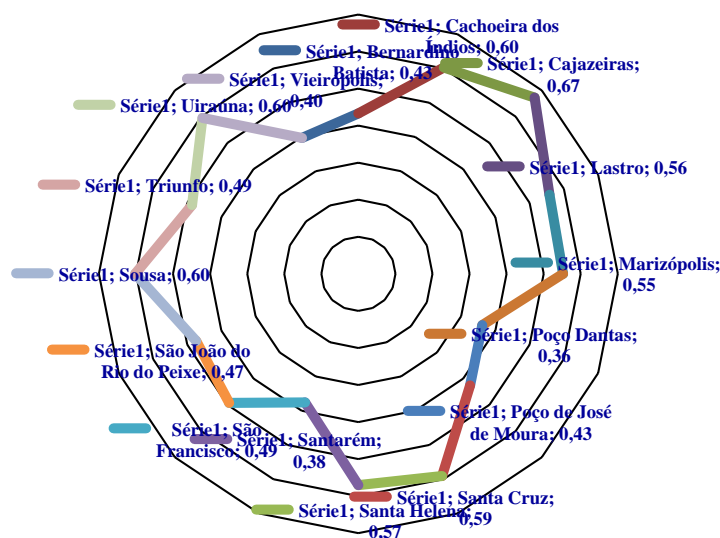 Série1; Cachoeira dos
Índios; 0,60
Série1; Bernardino
Batista; 0,43
Série1; Cajazeiras;
0,67
Série1; Vieirópolis;
0,40
Série1; Uiraúna; 0,60
Série1; Lastro; 0,56
Série1; Triunfo; 0,49
Série1; Marizópolis;
0,55
Série1; Sousa; 0,60
Série1; Poço Dantas;
0,36
Série1; São João do
Rio do Peixe; 0,47
Série1; Poço de José
de Moura; 0,43
Série1; São
Francisco; 0,49
Série1; Santarém;
0,38
Série1; Santa Cruz;
0,59
Série1; Santa Helena;
0,57